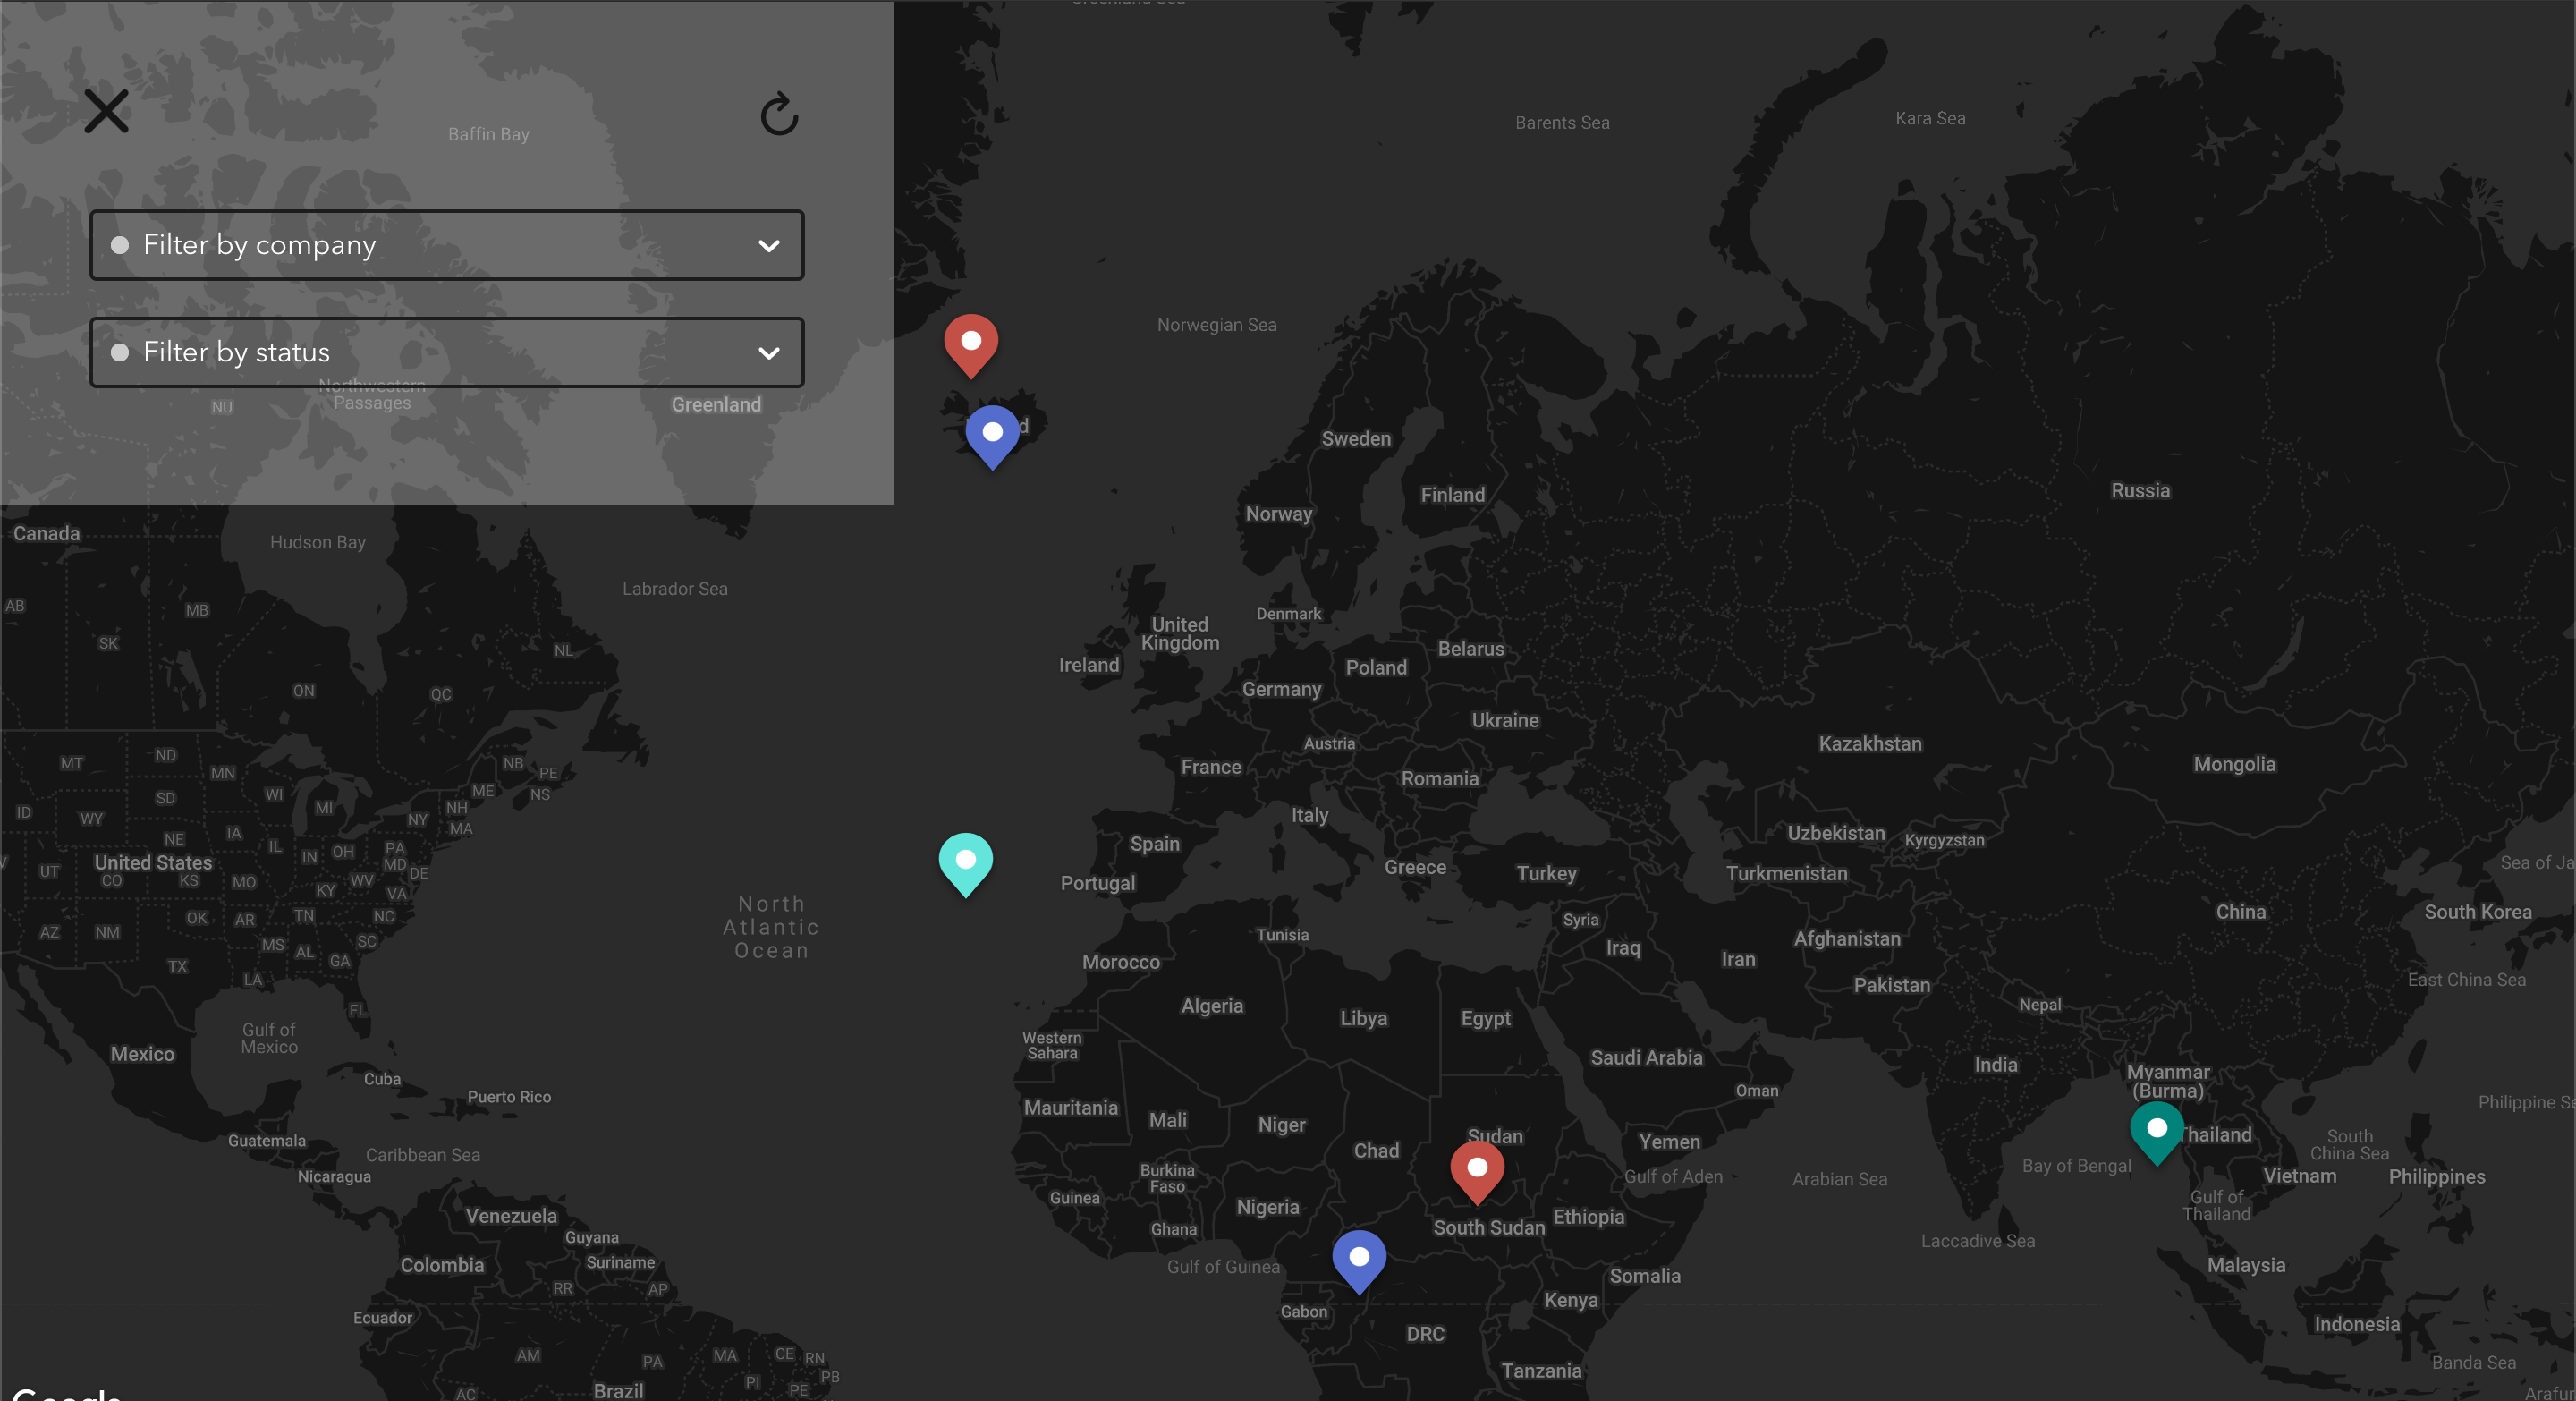 Baffin Bay
Filter by company
Filter by status
Northwestern
Passages
NU
Greenland
Barents Sea
Kara Sea
Norwegian Sea
Sweden
Finland
Norway
Russia
Canada
Hudson Bay
Labrador Sea
AB
MB
SK
NL
ON
QC
Denmark
United
Kingdom
Ireland
Belarus
Poland
Germany
Ukraine
Austria
France
Romania
Italy
Kazakhstan
Mongolia
MT
ND
MN
NB
PE
ID
WY
SD
WI
MI
ME
NS
NH
NY
MA
NE
IA
IL
IN
OH
PA
MD
DE
United States
UT
CO
KS
MO
KY
WV
VA
AZ
NM
OK
AR
TN
NC
MS
AL
SC
GA
TX
LA
FL
Spain
Portugal
Greece
Turkey
Uzbekistan
Kyrgyzstan
Turkmenistan
Sea of Ja
North
Atlantic
Ocean
Tunisia
Syria
Iraq
Iran
Afghanistan
China
South Korea
Morocco
Pakistan
East China Sea
Algeria
Libya
Egypt
Nepal
Gulf of
Mexico
Mexico
Western
Sahara
Saudi Arabia
India
Myanmar
(Burma)
Cuba
Puerto Rico
Oman
Philippine Se
Mauritania
Mali
Niger
Chad
Sudan
Yemen
Thailand
South
China Sea
Guatemala
Caribbean Sea
Nicaragua
Burkina
Faso
Gulf of Aden
Arabian Sea
Bay of Bengal
Vietnam
Philippines
Guinea
Nigeria
Gulf of
Thailand
Venezuela
Ghana
South Sudan
Ethiopia
Guyana
Laccadive Sea
Colombia
Suriname
Gulf of Guinea
Malaysia
Somalia
RR
AP
Kenya
Ecuador
Gabon
DRC
Indonesia
AM
PA
MA
CE
RN
Tanzania
Banda Sea
PB
PI
PE
AC
Brazil
Arafur
Google